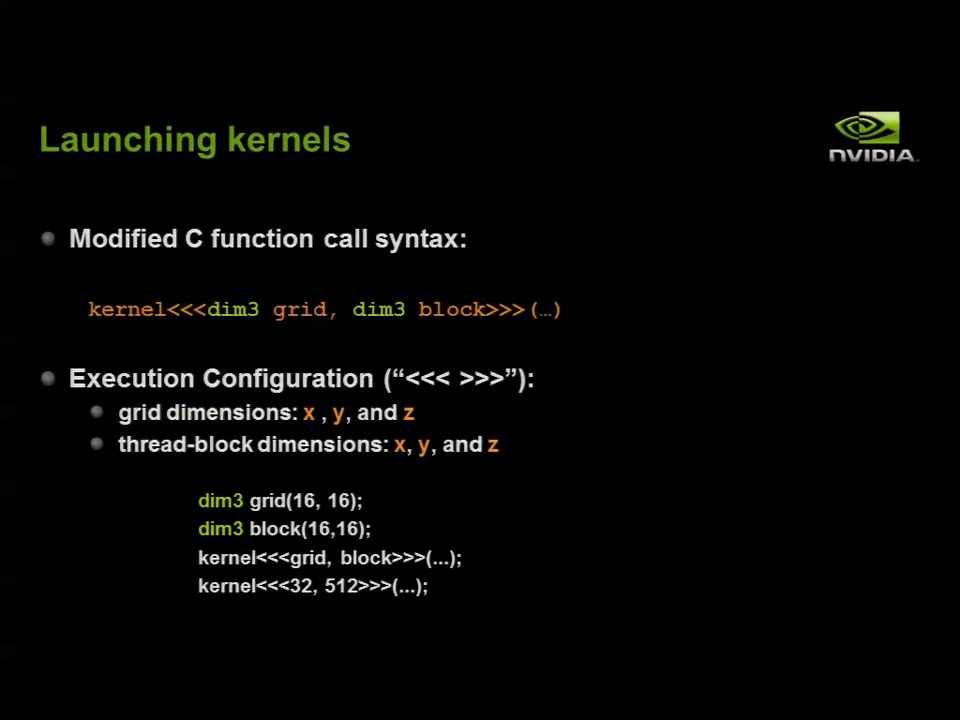 Launching kernels
NVIDIA
Modified C function call syntax:
kernel<<<dim3 grid, dim3 block>>>(…)
Execution Configuration (“<<< >>>”):
grid dimensions: x , y, and z
thread-block dimensions: x, y, and z
dim3 grid(16, 16);
dim3 block(16,16);
kernel<<<grid, block>>>(...);
kernel<<<32, 512>>>(...);